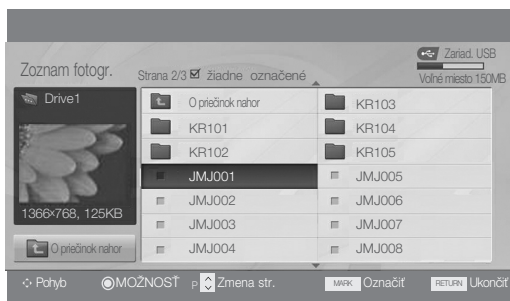 Zoznam fotogr.
Strana 2/3 žiadne označené
Zariad. USB
Voľné miesto 150MB
Drive1
1366×768, 125KB
O priečinok nahor
O priečinok nahor
KR101
KR102
JMJ001
JMJ002
JMJ003
JMJ004
KR103
KR104
KR105
JMJ005
JMJ006
JMJ007
JMJ008
Pohyb MOŽNOSŤ P Zmena str. MARK Označiť RETURN Ukončiť